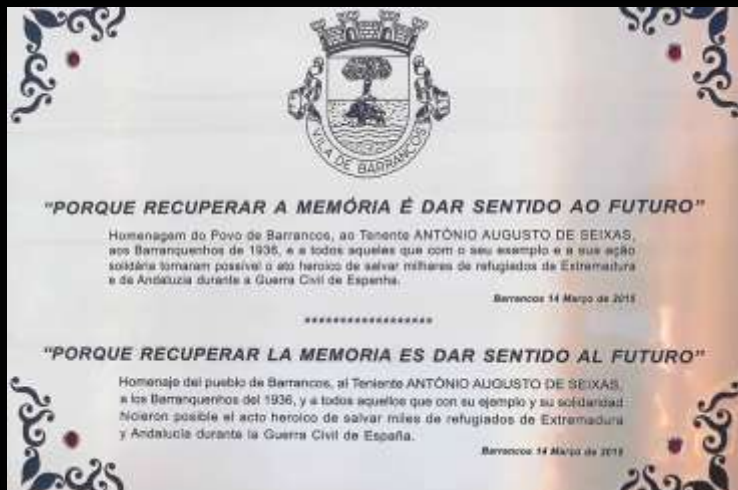 VILA DE BARRANCOS
"PORQUE RECUPERAR A MEMÓRIA É DAR SENTIDO AO FUTURO"
Homenagem do Povo de Barrancos, ao Tenente ANTÓNIO AUGUSTO DE SEIXAS,
aos Barranquenhos de 1936, e a todos aqueles que com o seu exemplo e a sua ação
solidária tornaram possível o ato heroico de salvar milhares de refugiados de Extremadura
e de Andaluzia durante a Guerra Civil de Espanha.
Barrancos 14 Março de 2015
******************
"PORQUE RECUPERAR LA MEMORIA ES DAR SENTIDO AL FUTURO"
Homenaje del pueblo de Barrancos, al Teniente ANTÓNIO AUGUSTO DE SEIXAS,
a los Barranquenhos del 1936, y a todos aquellos que con su ejemplo y su solidaridad
hicieron posible el acto heroico de salvar miles de refugiados de Extremadura
y Andalucía durante la Guerra Civil de España.
Barrancos 14 Março de 2015